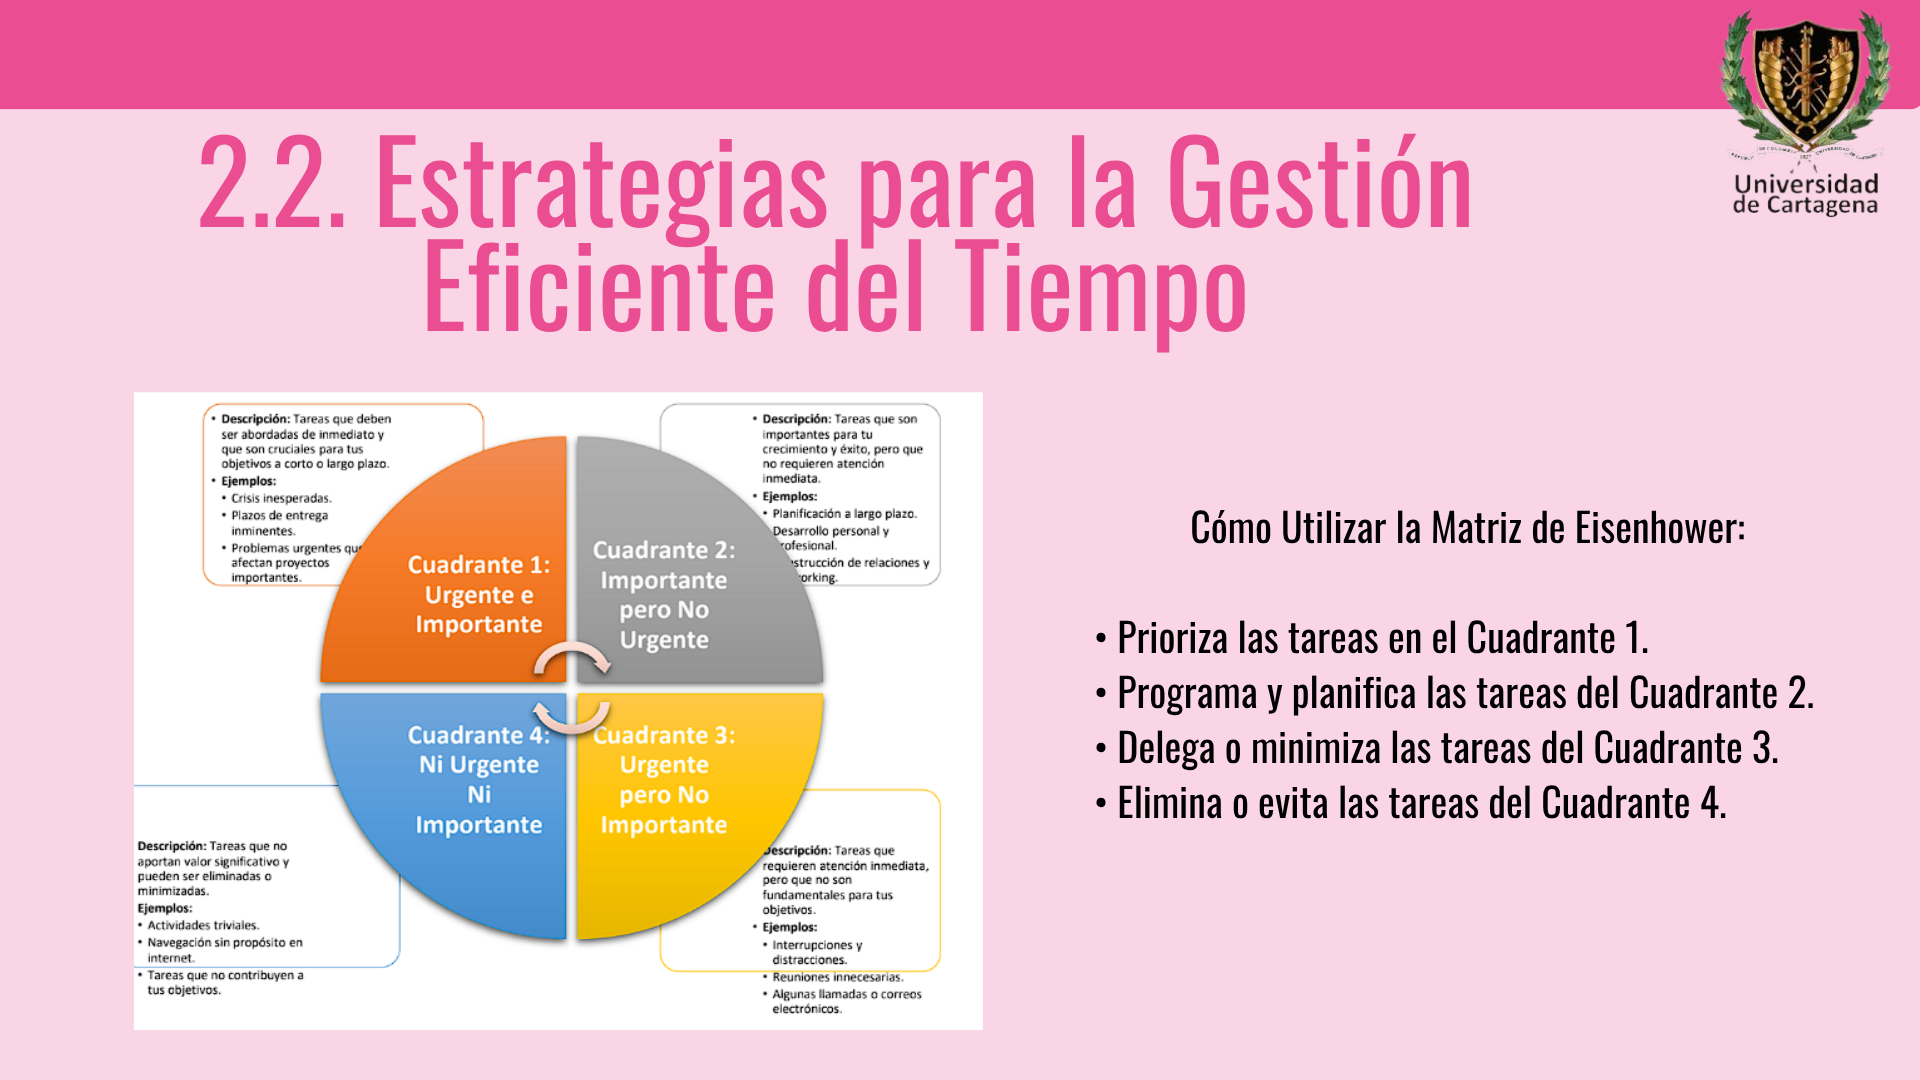 2.2. Estrategias para la Gestión
Eficiente del Tiempo
Universidad
de Cartagena
• Descripción: Tareas que deben
ser abordadas de inmediato y
que son cruciales para tus
objetivos a corto o largo plazo.
• Ejemplos:
• Crisis inesperadas.
• Plazos de entrega
inminentes.
• Problemas urgentes qu
afectan proyectos
importantes.
• Descripción: Tareas que son
importantes para tu
crecimiento y éxito, pero que
no requieren atención
inmediata.
• Ejemplos:
• Planificación a largo plazo.
Desarrollo personal y
rofesional.
strucción de relaciones y
orking.
Cuadrante 1:
Urgente e
Importante
Cuadrante 2:
Importante
pero No
Urgente
Cuadrante 4:
Ni Urgente
Ni
Importante
Cuadrante 3:
Urgente
pero No
Importante
Descripción: Tareas que no
aportan valor significativo y
pueden ser eliminadas o
minimizadas.
Ejemplos:
• Actividades triviales.
• Navegación sin propósito en
internet.
• Tareas que no contribuyen a
tus objetivos.
Descripción: Tareas que
requieren atención inmediata,
pero que no son
fundamentales para tus
objetivos.
• Ejemplos:
• Interrupciones y
distracciones.
• Reuniones innecesarias.
• Algunas llamadas o correos
electrónicos.
Cómo Utilizar la Matriz de Eisenhower:
• Prioriza las tareas en el Cuadrante 1.
• Programa y planifica las tareas del Cuadrante 2.
• Delega o minimiza las tareas del Cuadrante 3.
• Elimina o evita las tareas del Cuadrante 4.